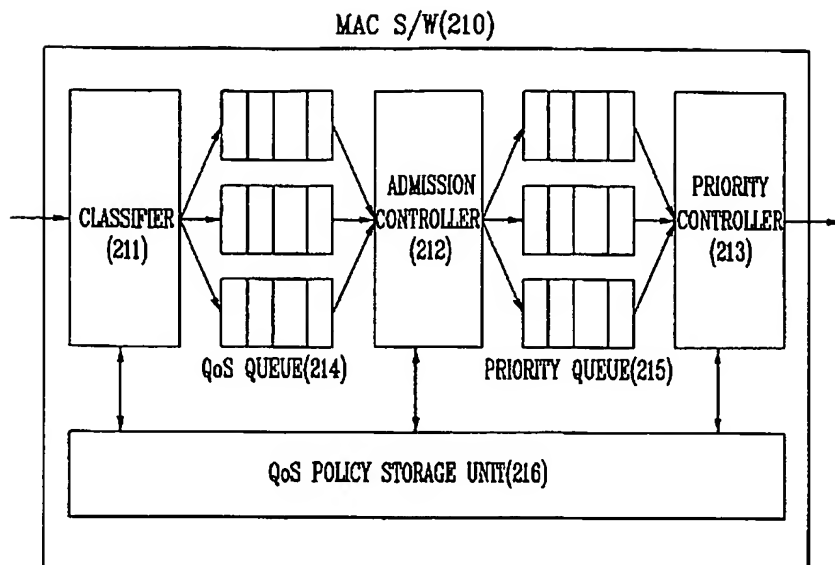 MAC S/W(210)
CLASSIFIER
(211)
ADMISSION
CONTROLLER
(212)
PRIORITY
CONTROLLER
(213)
QoS QUEUE(214)
PRIORITY QUEUE(215)
QoS POLICY STORAGE UNIT(216)